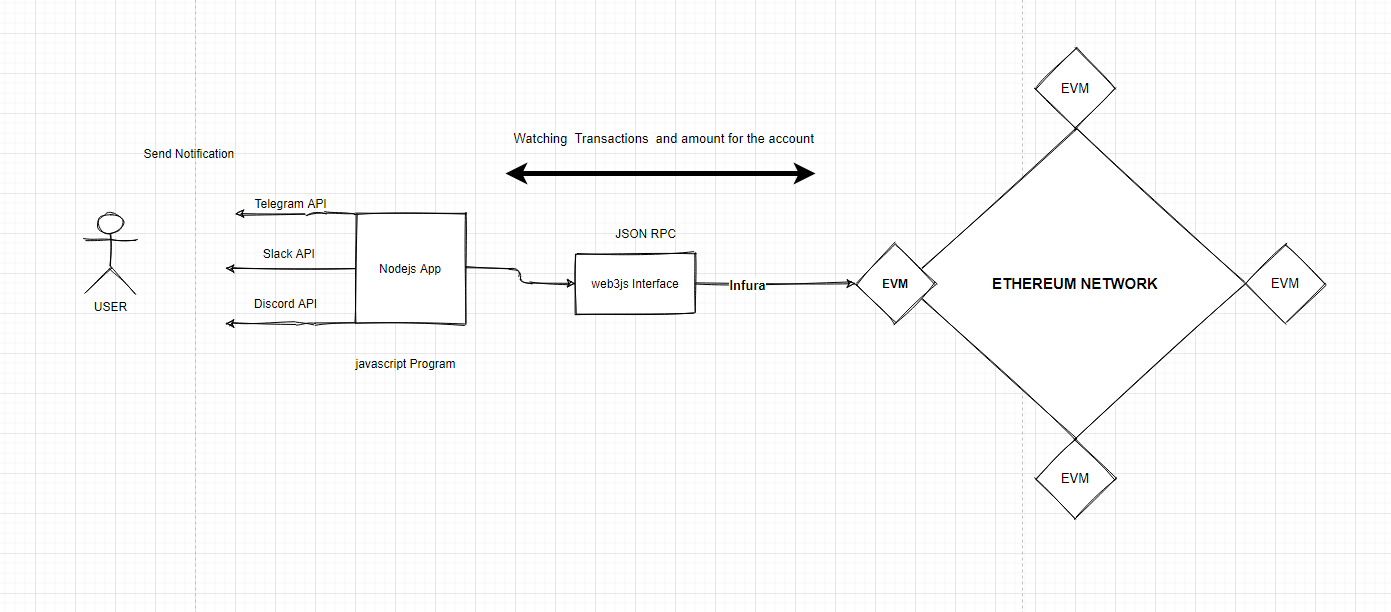 EVM
Watching Transactions and amount for the account
Send Notification
Telegram API
JSON RPC
Slack API
Nodejs App
web3js Interface
Infura
EVM
ETHEREUM NETWORK
EVM
Discord API
USER
javascript Program
EVM